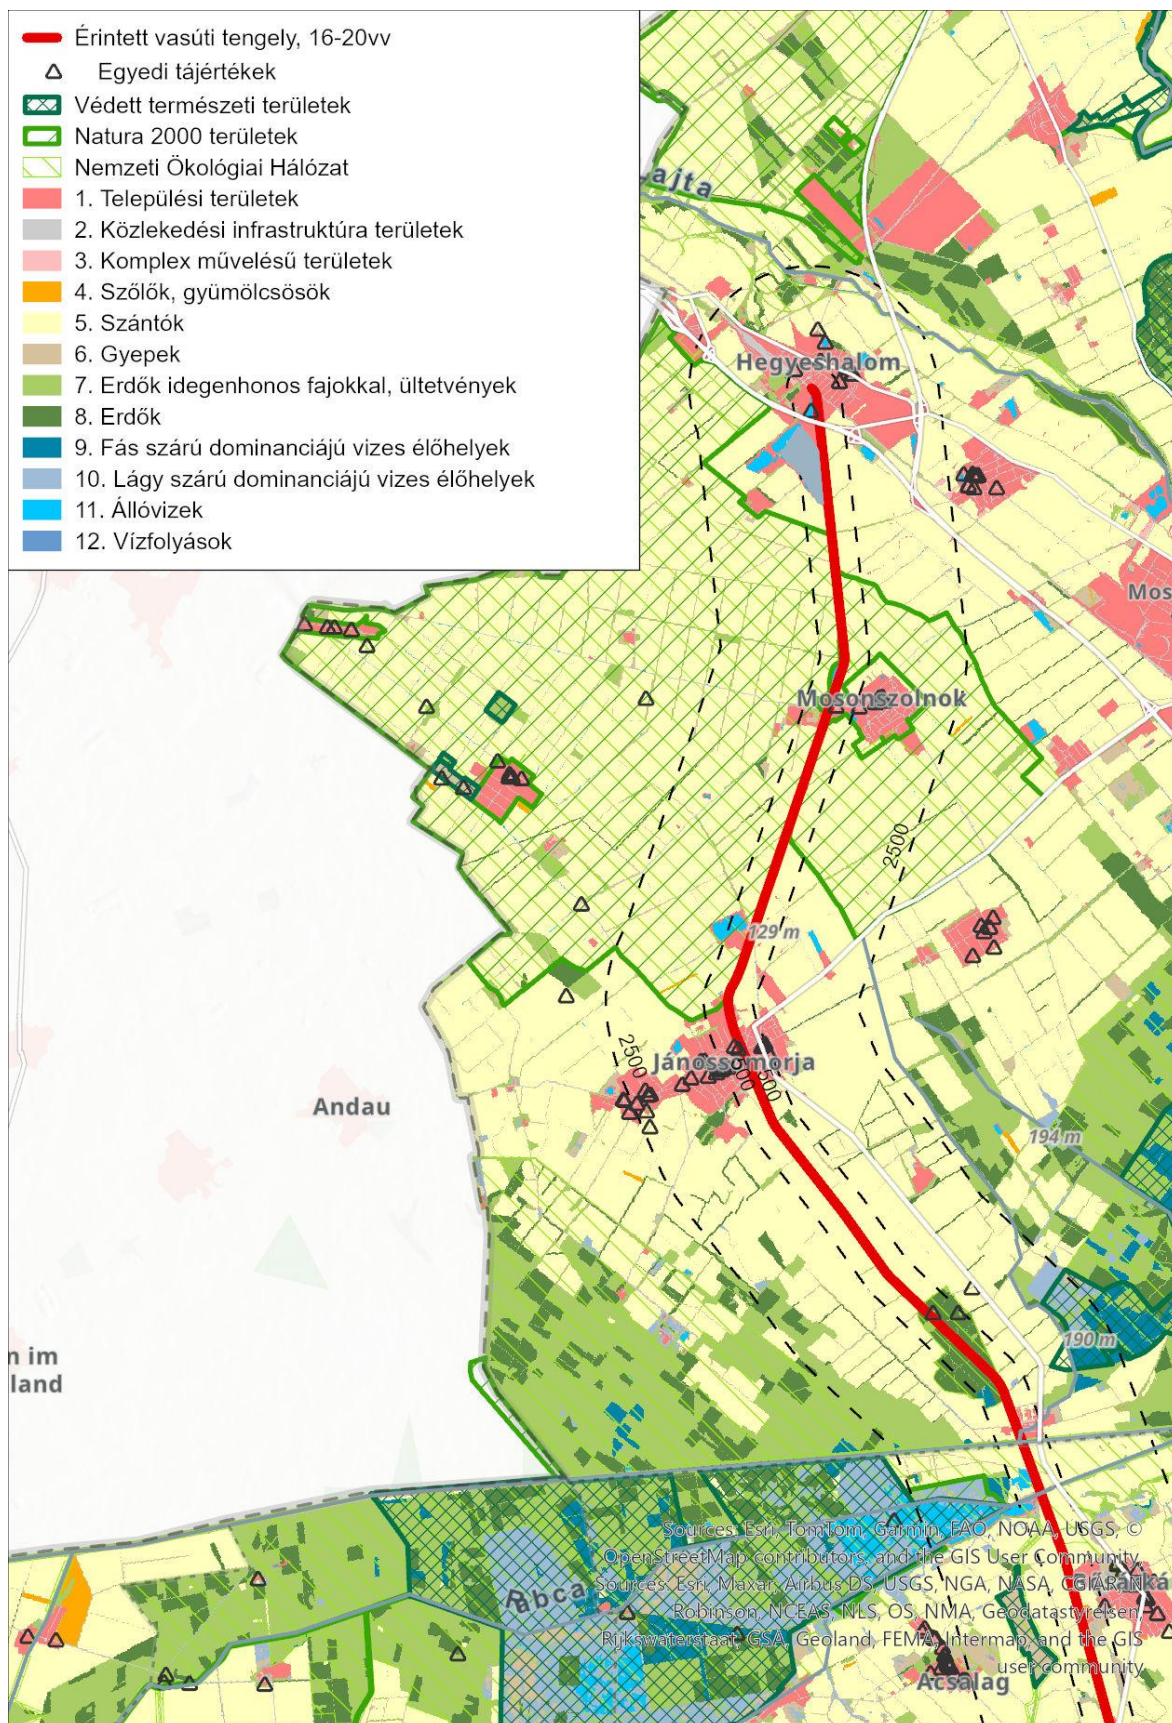 Érintett vasúti tengely, 16-20vv
Egyedi tájértékek
Védett természeti területek
Natura 2000 területek
Nemzeti Ökológiai Hálózat
1. Települési területek
2. Közlekedési infrastruktúra területek
3. Komplex művelésű területek
4. Szőlők, gyümölcsösök
5. Szántók
6. Gyepek
7. Erdők idegenhonos fajokkal, ültetvények
8. Erdők
9. Fás szárú dominanciájú vizes élőhelyek
10. Lágy szárú dominanciájú vizes élőhelyek
11. Állóvizek
12. Vízfolyások
ajta
Hegyeshalom
Mos
Mosonszolnok
2500
129 m
2500
Jánossomorja
500
500
Andau
194 m
190 m
n im
land
Sources: Esri, TomTom, Garmin, FAO, NOAA, USGS, ©
OpenStreetMap contributors, and the GIS User Community,
Sources: Esri, Maxar, Airbus DS, USGS, NGA, NASA, CGIAR, N
Robinson, NCEAS, NLS, OS, NMA, Geodatastyrelsen,
Rijkswaterstaat, GSA, Geoland, FEMA, Intermap, and the GIS
user community
Rábca
Acsalag